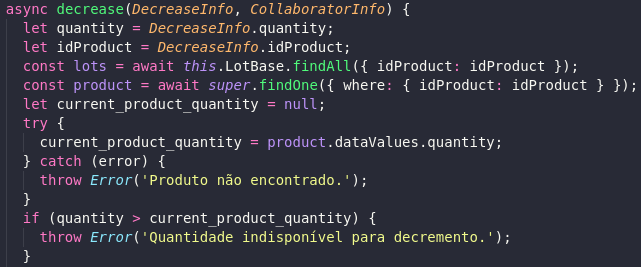 async decrease(DecreaseInfo, CollaboratorInfo) {
let quantity = DecreaseInfo.quantity;
let idProduct = DecreaseInfo.idProduct;
const lots = await this.LotBase.findAll({ idProduct: idProduct });
const product = await super.findOne({ where: { idProduct: idProduct } });
let current_product_quantity = null;
try {
current_product_quantity = product.dataValues.quantity;
} catch (error) {
throw Error('Produto não encontrado.');
}
if (quantity > current_product_quantity) {
throw Error('Quantidade indisponível para decremento.');
}